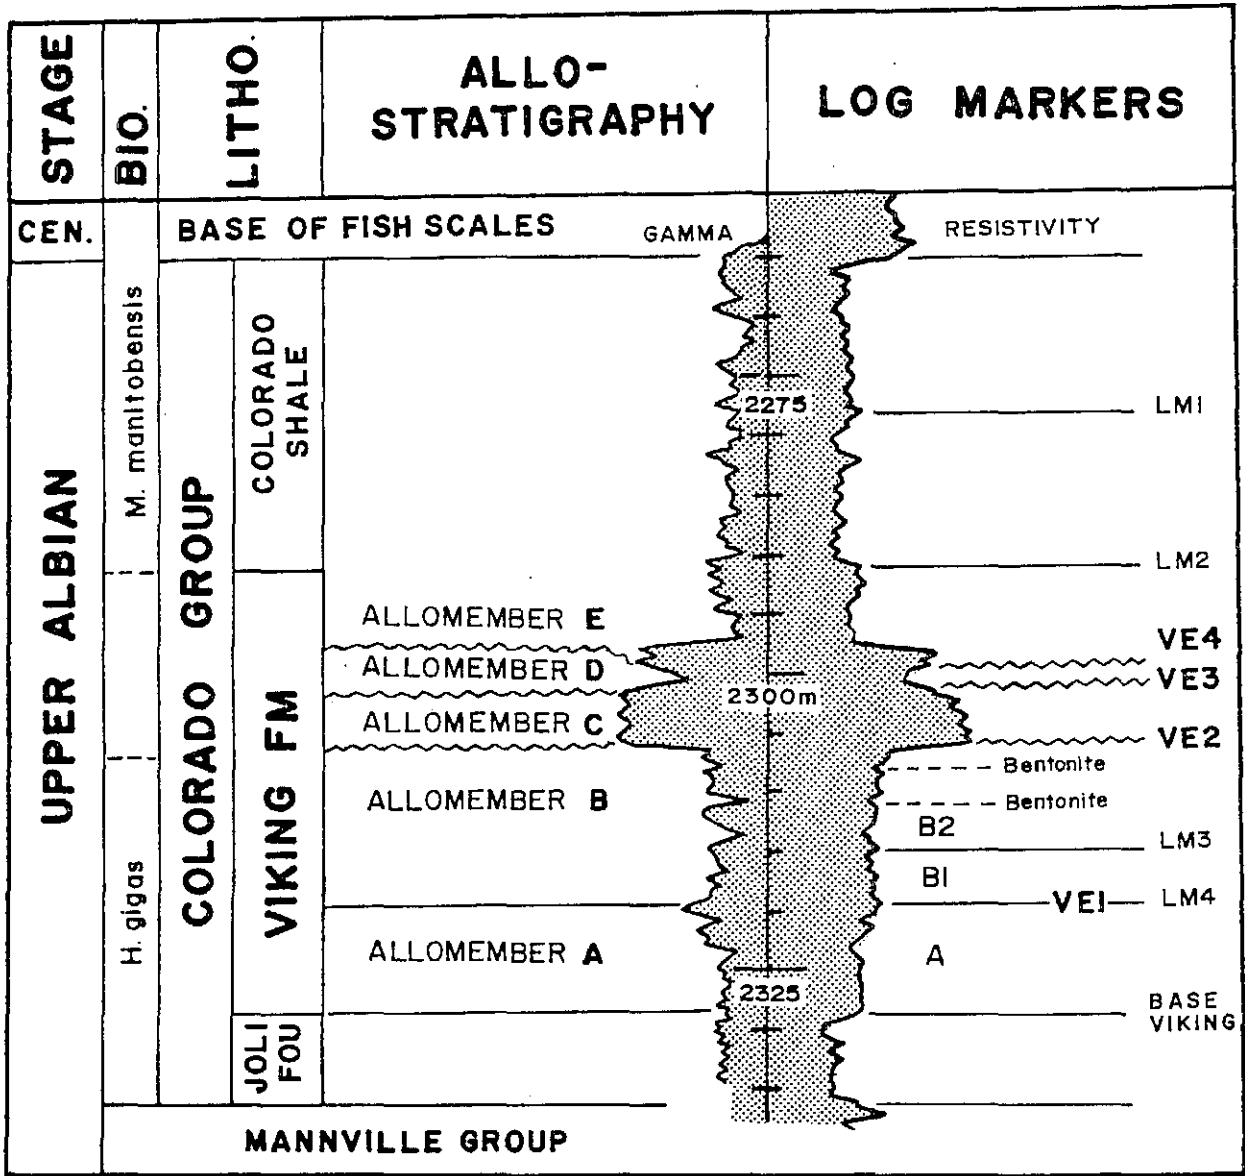 STAGE
BIO.
LITHO.
ALLO-
STRATIGRAPHY
LOG MARKERS
CEN.
BASE OF FISH SCALES
GAMMA
RESISTIVITY
UPPER ALBIAN
M. manitobensis
H. gigas
COLORADO GROUP
COLORADO
SHALE
VIKING FM
JOLI
FOU
2275
LM1
LM2
ALLOMEMBER E
VE4
ALLOMEMBER D
VE3
2300m
ALLOMEMBER C
VE2
Bentonite
ALLOMEMBER B
Bentonite
B2
LM3
B1
VE1
LM4
ALLOMEMBER A
A
2325
BASE
VIKING
MANNVILLE GROUP